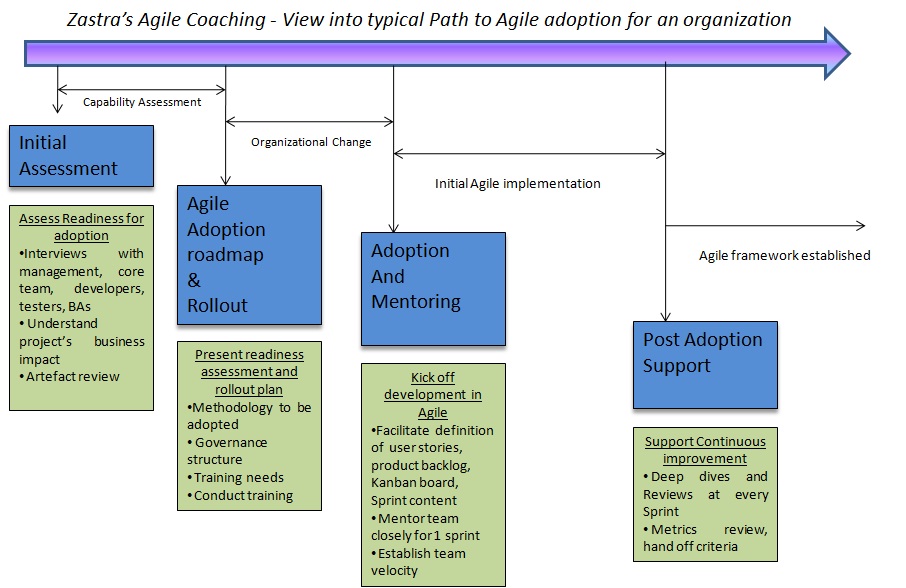 Zastra's Agile Coaching - View into typical Path to Agile adoption for an organization
Capability Assessment
Organizational Change
Initial Agile implementation
Agile framework established
Initial
Assessment
Assess Readiness for
adoption
•Interviews with
management, core
team, developers,
testers, BAs
• Understand
project's business
impact
• Artefact review
Agile
Adoption
roadmap
&
Rollout
Present readiness
assessment and
rollout plan
•Methodology to be
adopted
• Governance
structure
• Training needs
• Conduct training
Adoption
And
Mentoring
Kick off
development in
Agile
•Facilitate definition
of user stories,
product backlog,
Kanban board,
Sprint content
• Mentor team
closely for 1 sprint
• Establish team
velocity
Post Adoption
Support
Support Continuous
improvement
• Deep dives and
Reviews at every
Sprint
• Metrics review,
hand off criteria